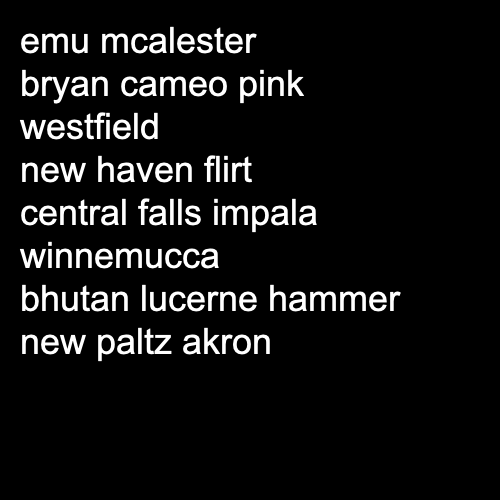 emu mcalester
bryan cameo pink
westfield
new haven flirt
central falls impala
winnemucca
bhutan lucerne hammer
new paltz akron